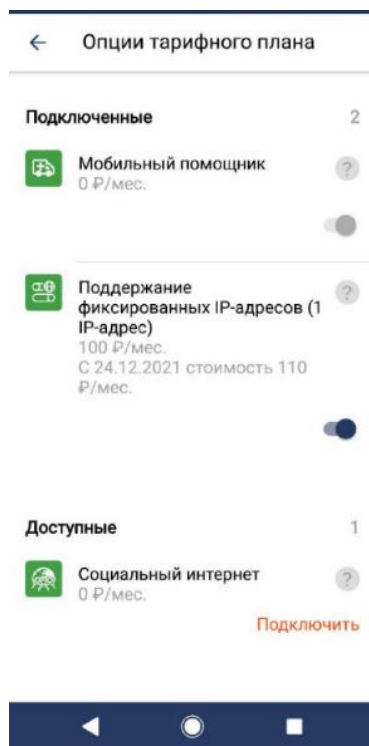 Опции тарифного плана
Подключенные 2
Мобильный помощник ?
0 ₽/мес.
Поддержание ?
фиксированных IP-адресов (1
IP-адрес)
100 ₽/мес.
С 24.12.2021 стоимость 110
₽/мес.
Доступные 1
Социальный интернет ?
0 ₽/мес.
Подключить